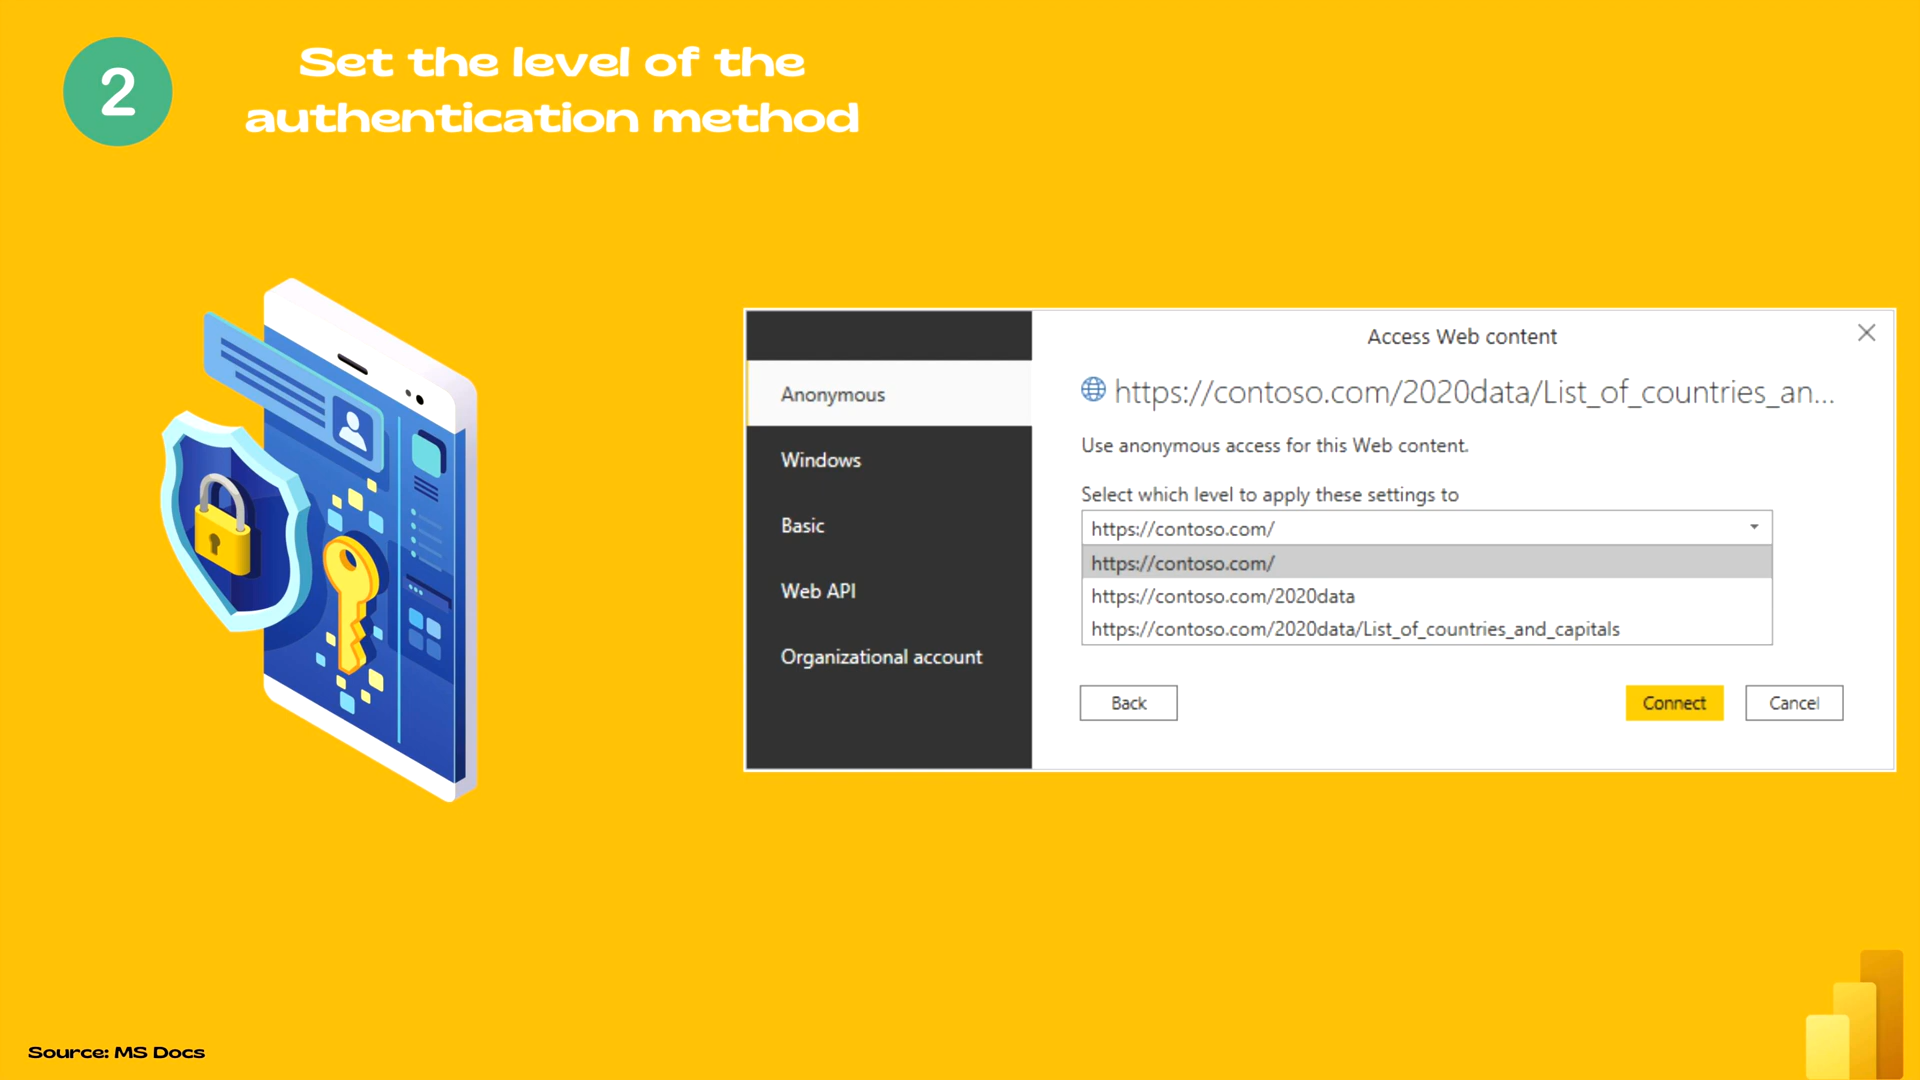 2
Set the level of the
authentication method
Access Web content
Anonymous
Windows
Basic
Web API
Organizational account
https://contoso.com/2020data/List_of_countries_an...
Use anonymous access for this Web content.
Select which level to apply these settings to
https://contoso.com/
https://contoso.com/
https://contoso.com/2020data
https://contoso.com/2020data/List_of_countries_and_capitals
Back
Connect
Cancel
Source: MS Docs